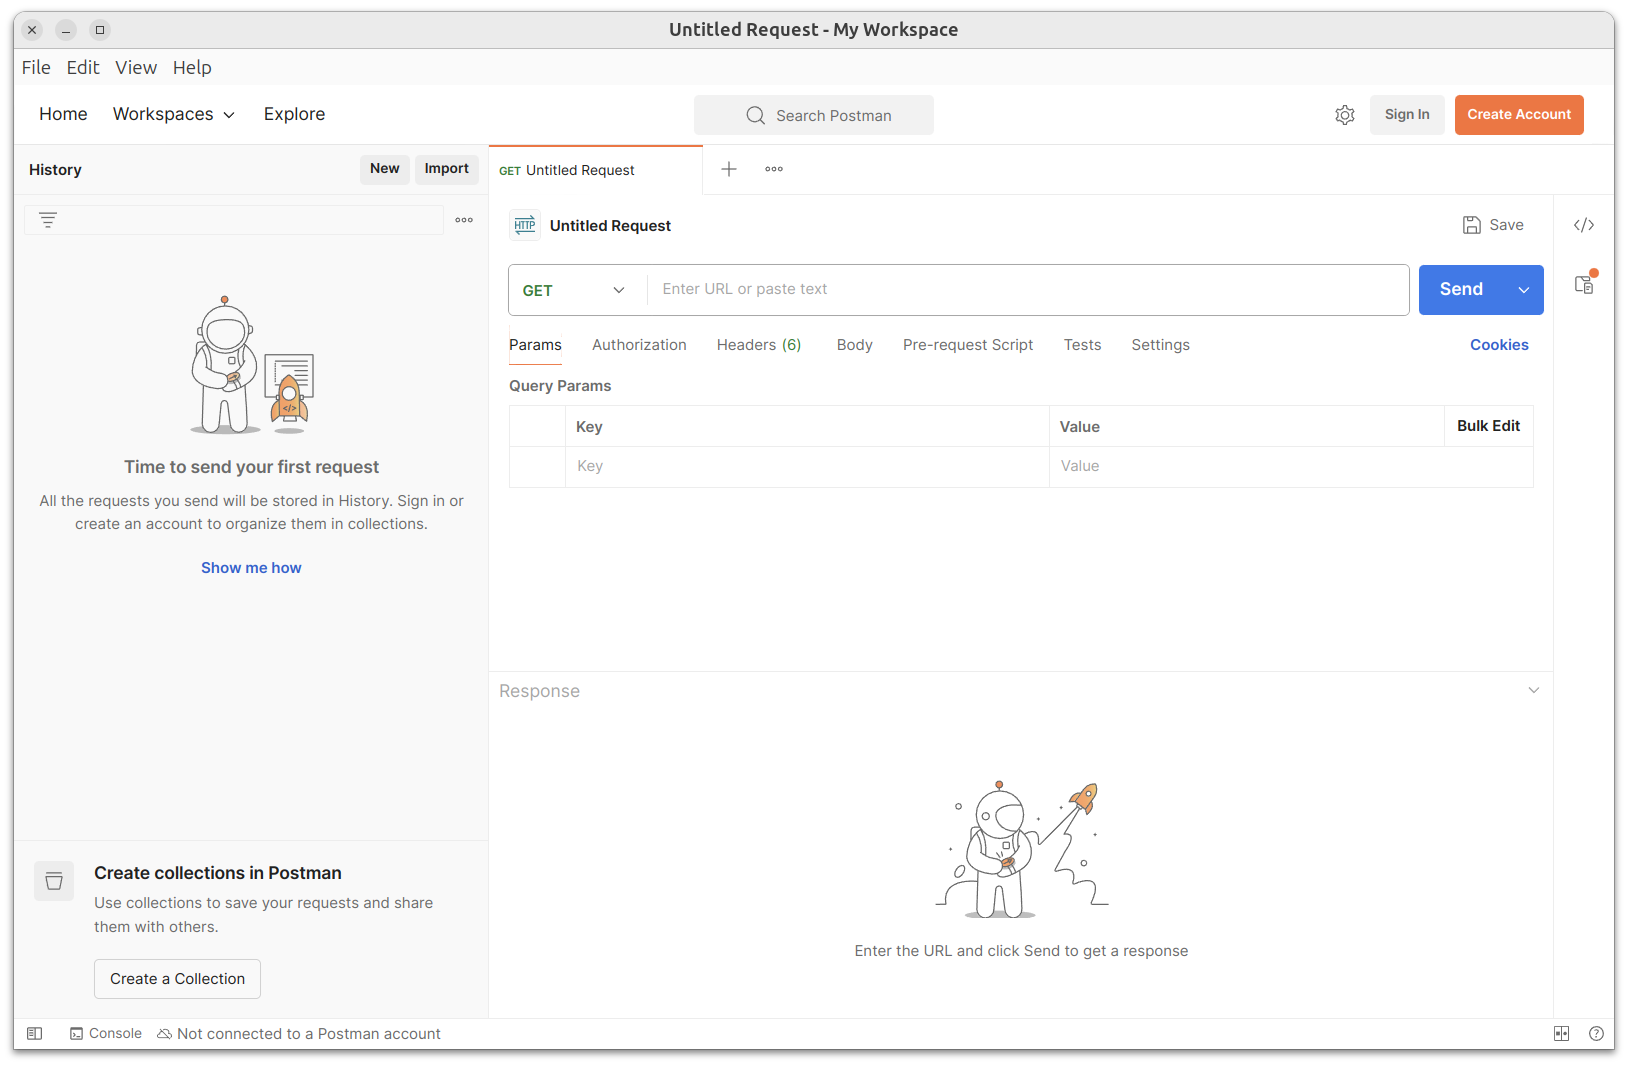 Untitled Request - My Workspace
File Edit View Help
Home Workspaces Explore
Search Postman
Sign In
Create Account
History
New
Import
GET Untitled Request
HTTP Untitled Request
Save
</>
GET
Enter URL or paste text
Send
Params Authorization Headers (6) Body Pre-request Script Tests Settings
Cookies
Query Params
Key Value Bulk Edit
Key Value
</>
Time to send your first request
All the requests you send will be stored in History. Sign in or
create an account to organize them in collections.
Show me how
Response
Enter the URL and click Send to get a response
Create collections in Postman
Use collections to save your requests and share
them with others.
Create a Collection
Console Not connected to a Postman account